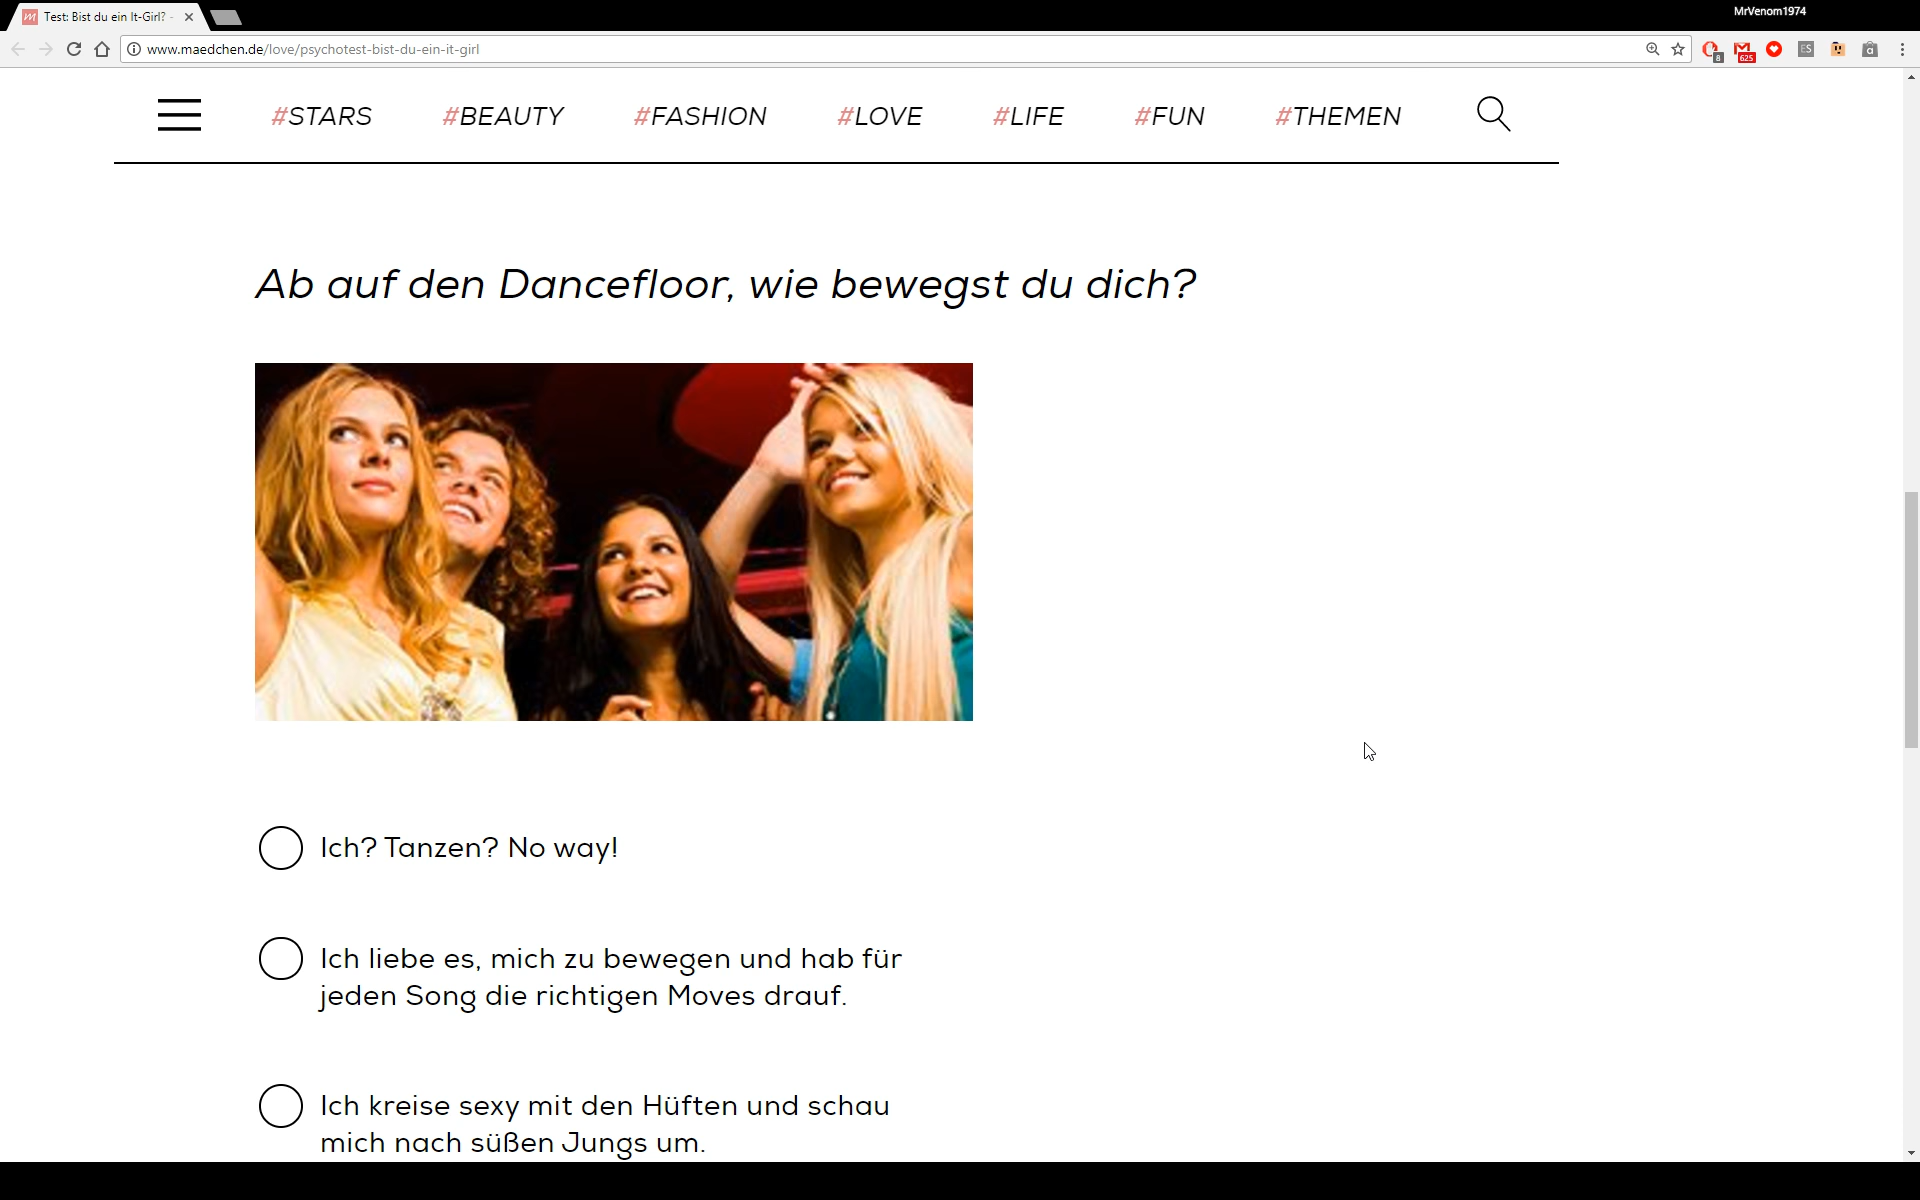 Test: Bist du ein It-Girl? -
MrVenom1974
www.maedchen.de/love/psychotest-bist-du-ein-it-girl
8
625
ES
#STARS #BEAUTY #FASHION #LOVE #LIFE #FUN #THEMEN
Ab auf den Dancefloor, wie bewegst du dich?
Ich? Tanzen? No way!
Ich liebe es, mich zu bewegen und hab für
jeden Song die richtigen Moves drauf.
Ich kreise sexy mit den Hüften und schau
mich nach süßen Jungs um.